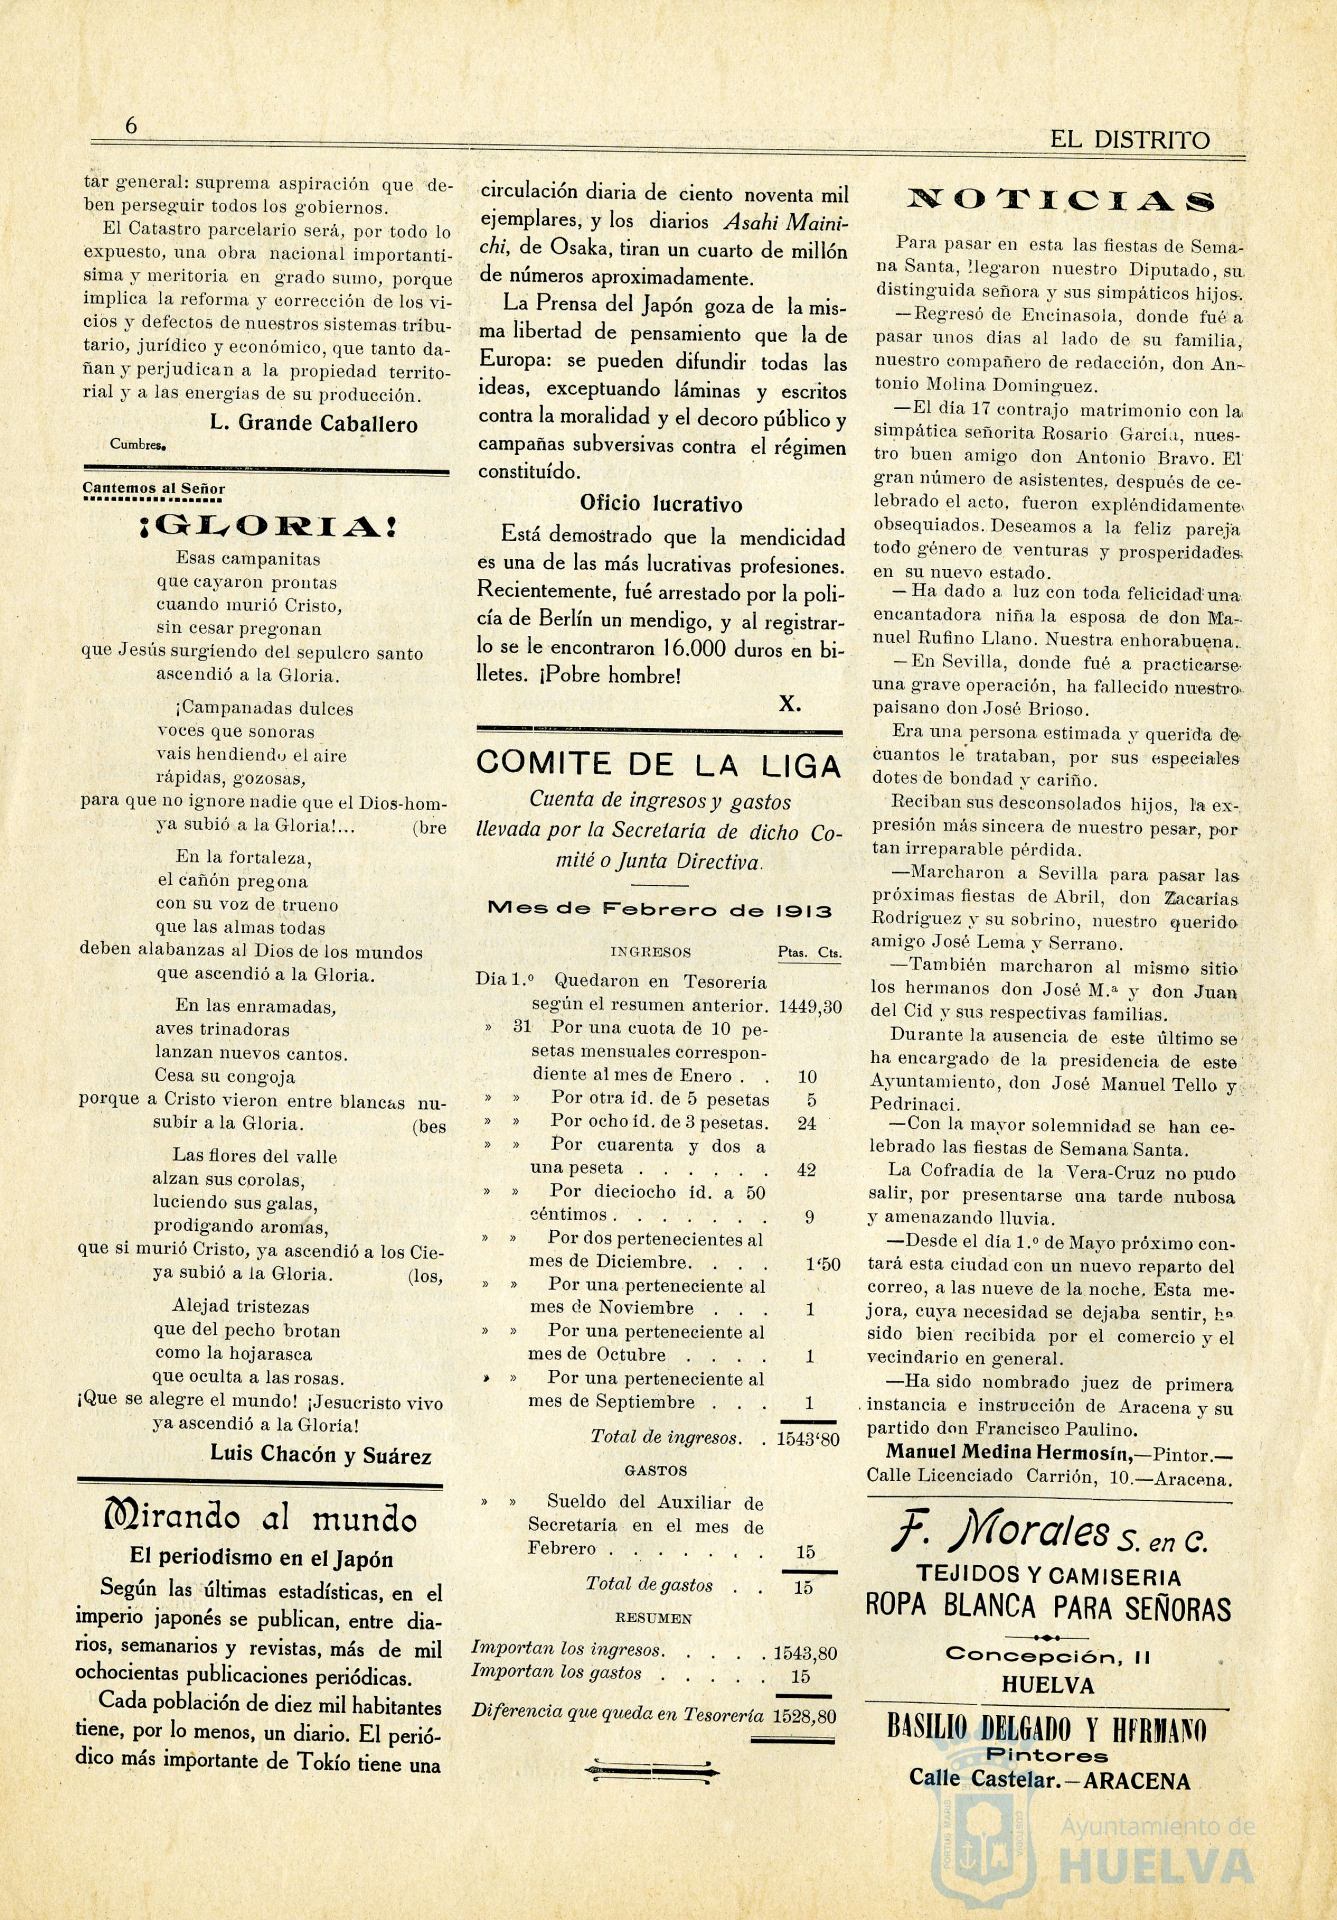 6
EL DISTRITO
tar general: suprema aspiración que de-
ben perseguir todos los gobiernos.
El Catastro parcelario será, por todo lo
expuesto, una obra nacional importantí-
sima y meritoria en grado sumo, porque
implica la reforma y corrección de los vi-
cios y defectos de nuestros sistemas tribu-
tario, jurídico y económico, que tanto da-
ñan y perjudican a la propiedad territo-
rial y a las energías de su producción.
L. Grande Caballero
Cumbres.
Cantemos al Señor
¡GLORIA!
Esas campanitas
que cayaron prontas
cuando murió Cristo,
sin cesar pregonan
que Jesús surgiendo del sepulcro santo
ascendió a la Gloria.
¡Campanadas dulces
voces que sonoras
vais hendiendo el aire
rápidas, gozosas,
para que no ignore nadie que el Dios-hom-
ya subió a la Gloria!... (bre
En la fortaleza,
el cañón pregona
con su voz de trueno
que las almas todas
deben alabanzas al Dios de los mundos
que ascendió a la Gloria.
En las enramadas,
aves trinadoras
lanzan nuevos cantos.
Cesa su congoja
porque a Cristo vieron entre blancas nu-
subir a la Gloria. (bes
Las flores del valle
alzan sus corolas,
luciendo sus galas,
prodigando aromas,
que si murió Cristo, ya ascendió a los Cie-
ya subió a la Gloria. (los,
Alejad tristezas
que del pecho brotan
como la hojarasca
que oculta a las rosas.
¡Que se alegre el mundo! ¡Jesucristo vivo
ya ascendió a la Gloria!
Luis Chacón y Suárez
Mirando al mundo
El periodismo en el Japón
Según las últimas estadísticas, en el
imperio japonés se publican, entre dia-
rios, semanarios y revistas, más de mil
ochocientas publicaciones periódicas.
Cada población de diez mil habitantes
tiene, por lo menos, un diario. El perió-
dico más importante de Tokío tiene una
circulación diaria de ciento noventa mil
ejemplares, y los diarios Asahi Maini-
chi, de Osaka, tiran un cuarto de millón
de números aproximadamente.
La Prensa del Japón goza de la mis-
ma libertad de pensamiento que la de
Europa: se pueden difundir todas las
ideas, exceptuando láminas y escritos
contra la moralidad y el decoro público y
campañas subversivas contra el régimen
constituído.
Oficio lucrativo
Está demostrado que la mendicidad
es una de las más lucrativas profesiones.
Recientemente, fué arrestado por la poli-
cía de Berlín un mendigo, y al registrar-
lo se le encontraron 16.000 duros en bi-
lletes. ¡Pobre hombre!
X.
COMITE DE LA LIGA
Cuenta de ingresos y gastos
llevada por la Secretaria de dicho Co-
mité o Junta Directiva.
Mes de Febrero de 1913
INGRESOS Ptas. Cts.
Dia 1.º Quedaron en Tesorería
según el resumen anterior. 1449,30
» 31 Por una cuota de 10 pe-
setas mensuales correspon-
diente al mes de Enero . . 10
» » Por otra id. de 5 pesetas 5
» » Por ocho id. de 3 pesetas. 24
» » Por cuarenta y dos a
una peseta . . . . . . 42
» » Por dieciocho id. a 50
céntimos . . . . . . . 9
» » Por dos pertenecientes al
mes de Diciembre. . . . 1‘50
» » Por una perteneciente al
mes de Noviembre . . . 1
» » Por una perteneciente al
mes de Octubre . . . . 1
» » Por una perteneciente al
mes de Septiembre . . . 1
Total de ingresos. . 1543‘80
GASTOS
» » Sueldo del Auxiliar de
Secretaría en el mes de
Febrero . . . . . . . 15
Total de gastos . . 15
RESUMEN
Importan los ingresos. . . . . 1543,80
Importan los gastos . . . . . 15
Diferencia que queda en Tesorería 1528,80
NOTICIAS
Para pasar en esta las fiestas de Sema-
na Santa, llegaron nuestro Diputado, su
distinguida señora y sus simpáticos hijos.
—Regresó de Encinasola, donde fué a
pasar unos días al lado de su familia,
nuestro compañero de redacción, don An-
tonio Molina Dominguez.
—El día 17 contrajo matrimonio con la
simpática señorita Rosario García, nues-
tro buen amigo don Antonio Bravo. El
gran número de asistentes, después de ce-
lebrado el acto, fueron expléndidamente
obsequiados. Deseamos a la feliz pareja
todo género de venturas y prosperidades
en su nuevo estado.
—Ha dado a luz con toda felicidad una
encantadora niña la esposa de don Ma-
nuel Rufino Llano. Nuestra enhorabuena.
—En Sevilla, donde fué a practicarse
una grave operación, ha fallecido nuestro
paisano don José Brioso.
Era una persona estimada y querida de
cuantos le trataban, por sus especiales
dotes de bondad y cariño.
Reciban sus desconsolados hijos, la ex-
presión más sincera de nuestro pesar, por
tan irreparable pérdida.
—Marcharon a Sevilla para pasar las
próximas fiestas de Abril, don Zacarías
Rodríguez y su sobrino, nuestro querido
amigo José Lema y Serrano.
—También marcharon al mismo sitio
los hermanos don José M.ª y don Juan
del Cid y sus respectivas familias.
Durante la ausencia de este último se
ha encargado de la presidencia de este
Ayuntamiento, don José Manuel Tello y
Pedrinaci.
—Con la mayor solemnidad se han ce-
lebrado las fiestas de Semana Santa.
La Cofradía de la Vera-Cruz no pudo
salir, por presentarse una tarde nubosa
y amenazando lluvia.
—Desde el día 1.º de Mayo próximo con-
tará esta ciudad con un nuevo reparto del
correo, a las nueve de la noche. Esta me-
jora, cuya necesidad se dejaba sentir, ha
sido bien recibida por el comercio y el
vecindario en general.
—Ha sido nombrado juez de primera
instancia e instrucción de Aracena y su
partido don Francisco Paulino.
Manuel Medina Hermosín,—Pintor.—
Calle Licenciado Carrión, 10.—Aracena.
F. Morales S. en C.
TEJIDOS Y CAMISERIA
ROPA BLANCA PARA SEÑORAS
Concepción, 11
HUELVA
BASILIO DELGADO Y HERMANO
Pintores
Calle Castelar.—ARACENA
PORTUS MARIS
CUSTODIA
Ayuntamiento de
HUELVA